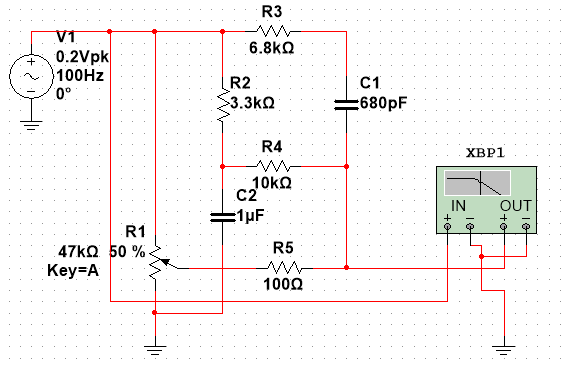 R3
6.8kΩ
V1
0.2Vpk
100Hz
0°
R2
3.3kΩ
C1
680pF
R4
10kΩ
C2
1µF
XBP1
IN OUT
R1
47kΩ 50 %
Key=A
R5
100Ω